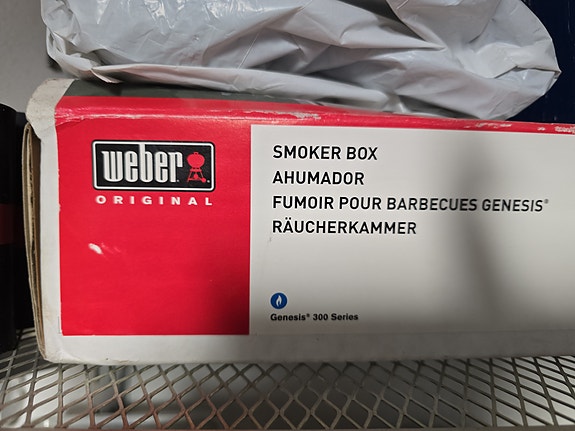 weber
ORIGINAL
SMOKER BOX
AHUMADOR
FUMOIR POUR BARBECUES GENESIS®
RÄUCHERKAMMER
Genesis® 300 Series